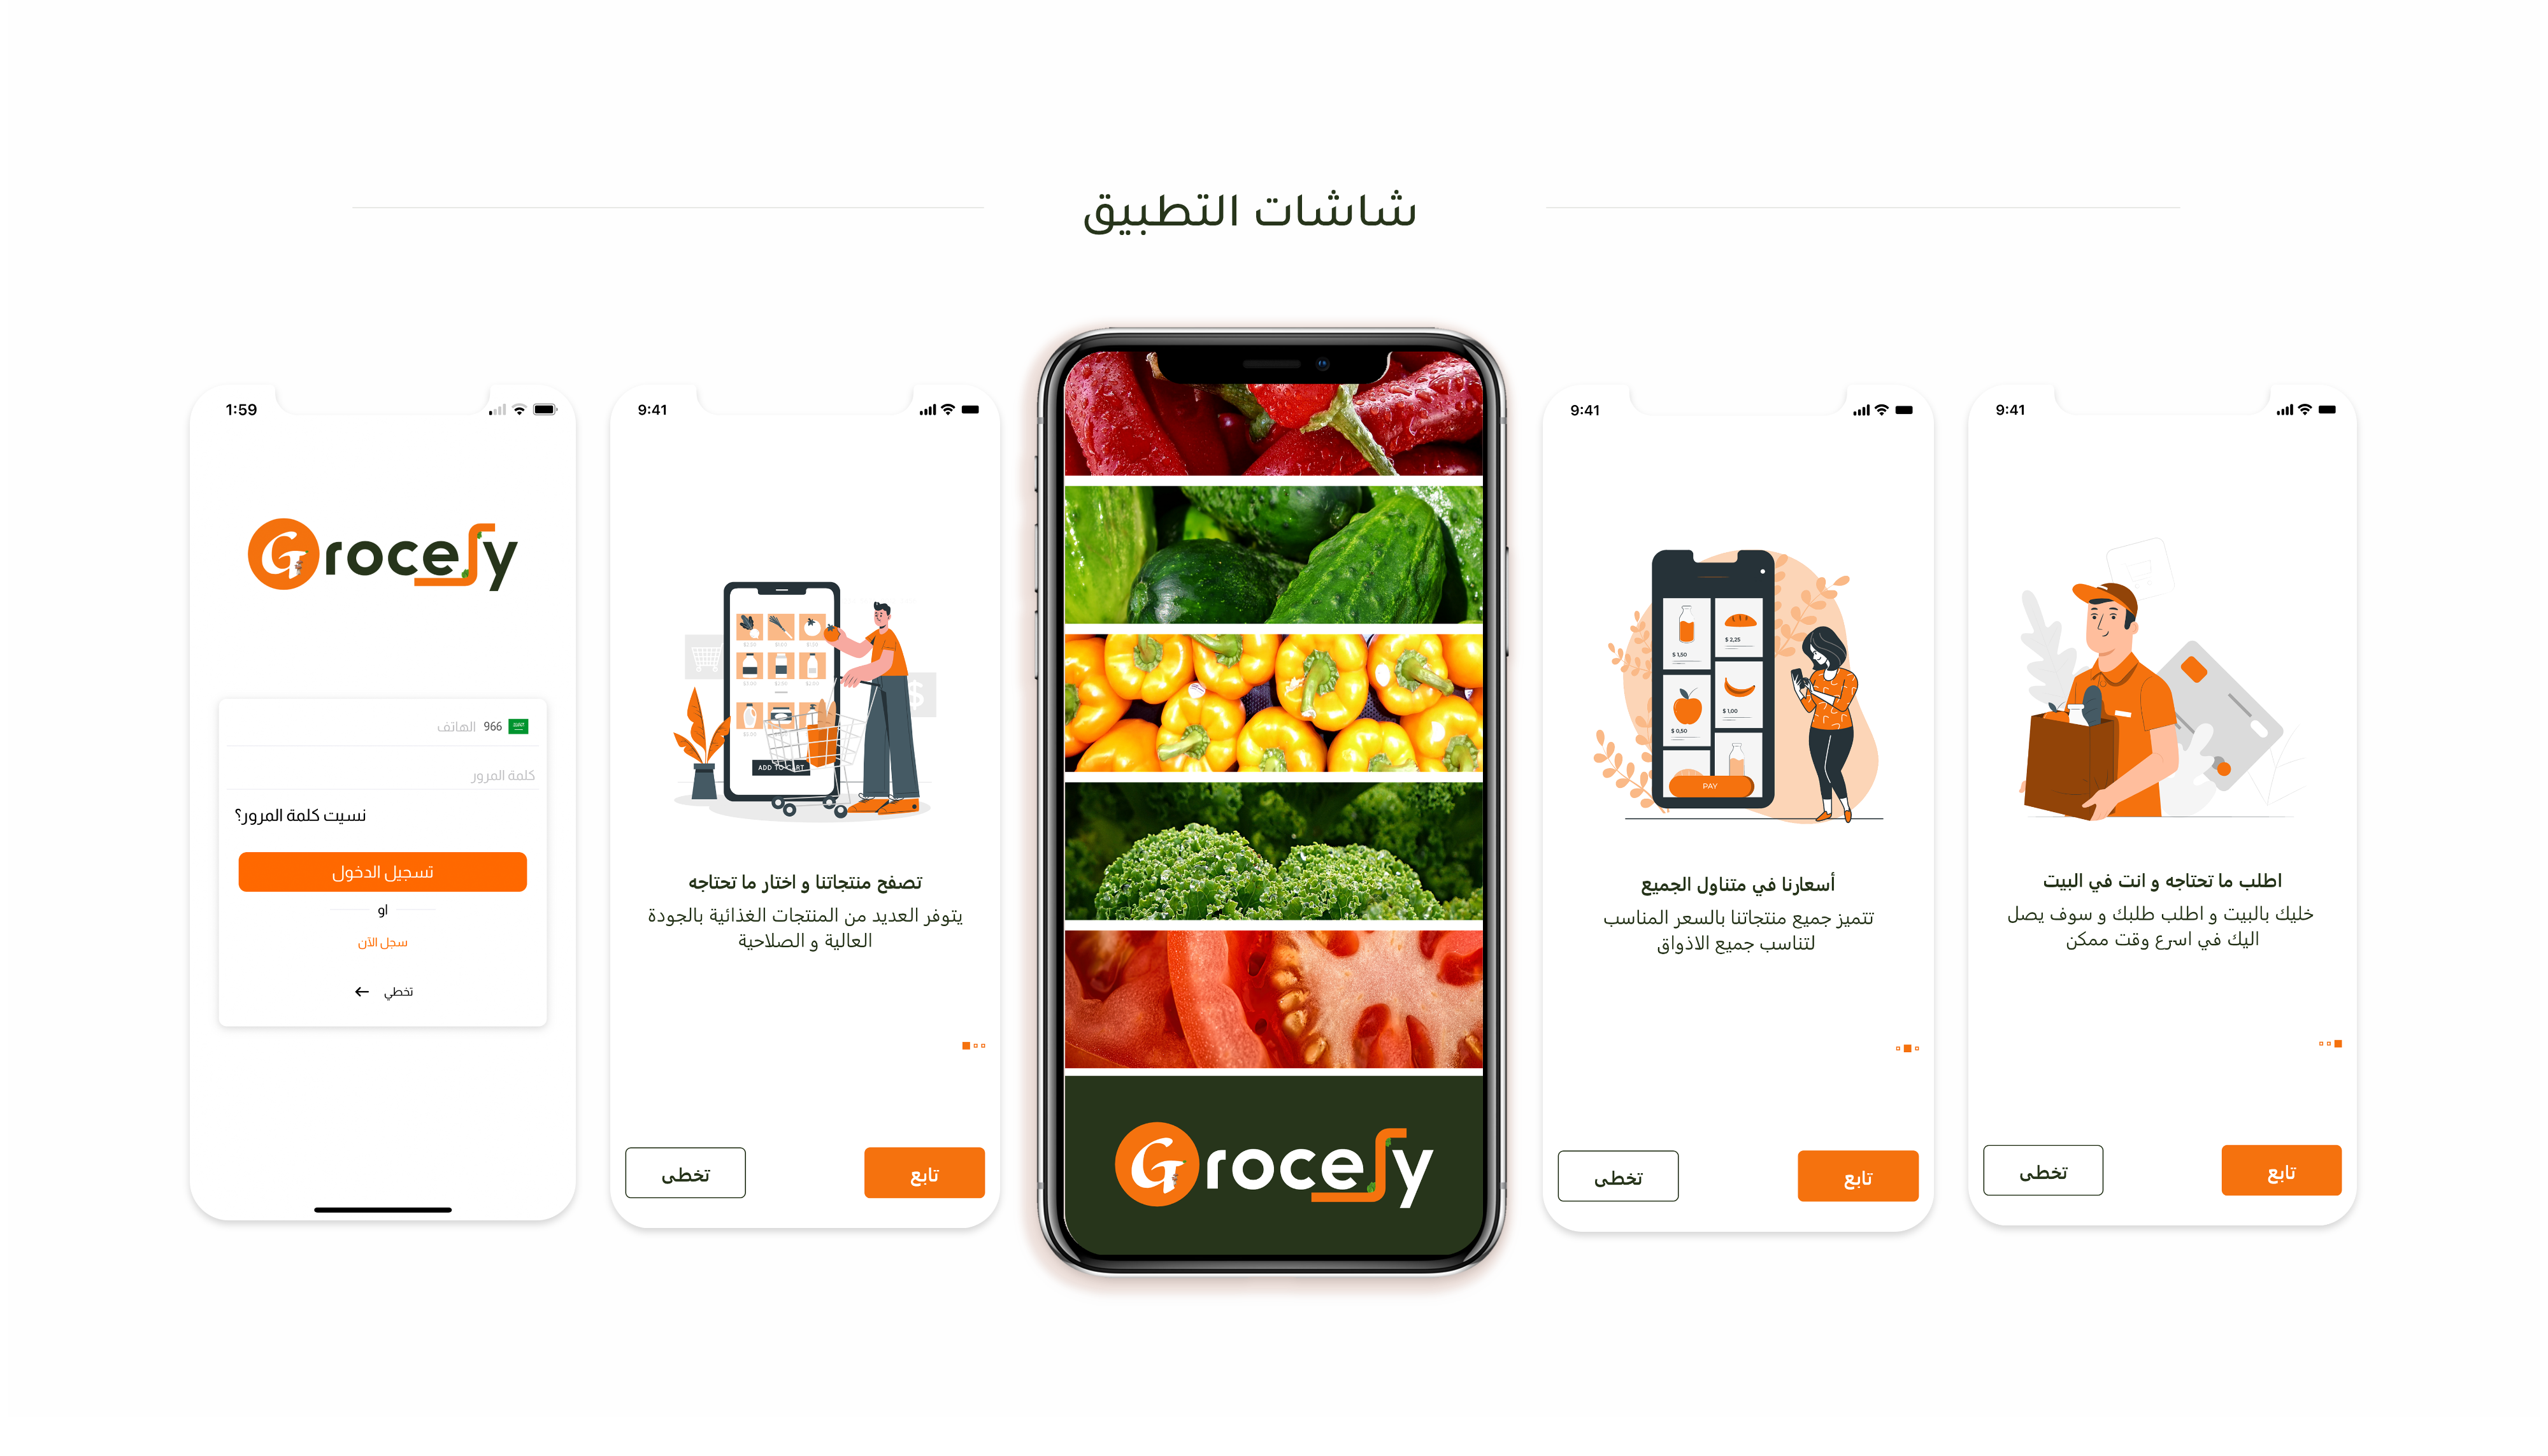 شاشات التطبيق
1:59
Grocery
966 الهاتف
كلمة المرور
نسيت كلمة المرور؟
تسجيل الدخول
او
سجل الآن
تخطي
9:41
ADD TO CART
تصفح منتجاتنا و اختار ما تحتاجه
يتوفر العديد من المنتجات الغذائية بالجودة
العالية و الصلاحية
تابع
تخطى
Grocery
9:41
$ 1,50
$ 2,25
$ 0,50
$ 1,00
PAY
أسعارنا في متناول الجميع
تتميز جميع منتجاتنا بالسعر المناسب
لتناسب جميع الاذواق
تابع
تخطى
9:41
اطلب ما تحتاجه و انت في البيت
خليك بالبيت و اطلب طلبك و سوف يصل
اليك في اسرع وقت ممكن
تابع
تخطى